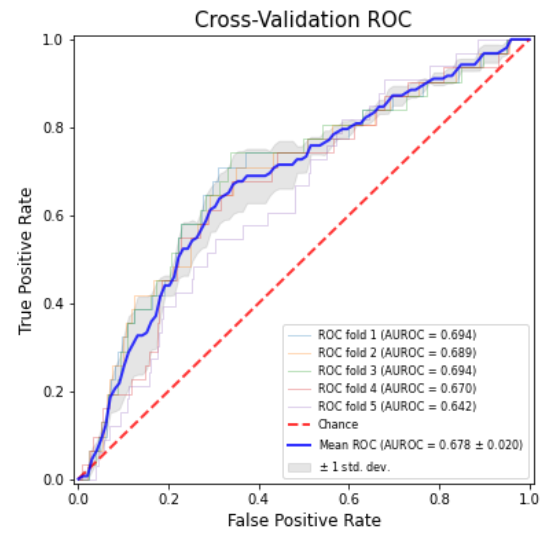 Cross-Validation ROC
True Positive Rate
1.0
0.8
0.6
0.4
0.2
0.0
ROC fold 1 (AUROC = 0.694)
ROC fold 2 (AUROC = 0.689)
ROC fold 3 (AUROC = 0.694)
ROC fold 4 (AUROC = 0.670)
ROC fold 5 (AUROC = 0.642)
Chance
Mean ROC (AUROC = 0.678 ± 0.020)
± 1 std. dev.
0.0 0.2 0.4 0.6 0.8 1.0
False Positive Rate